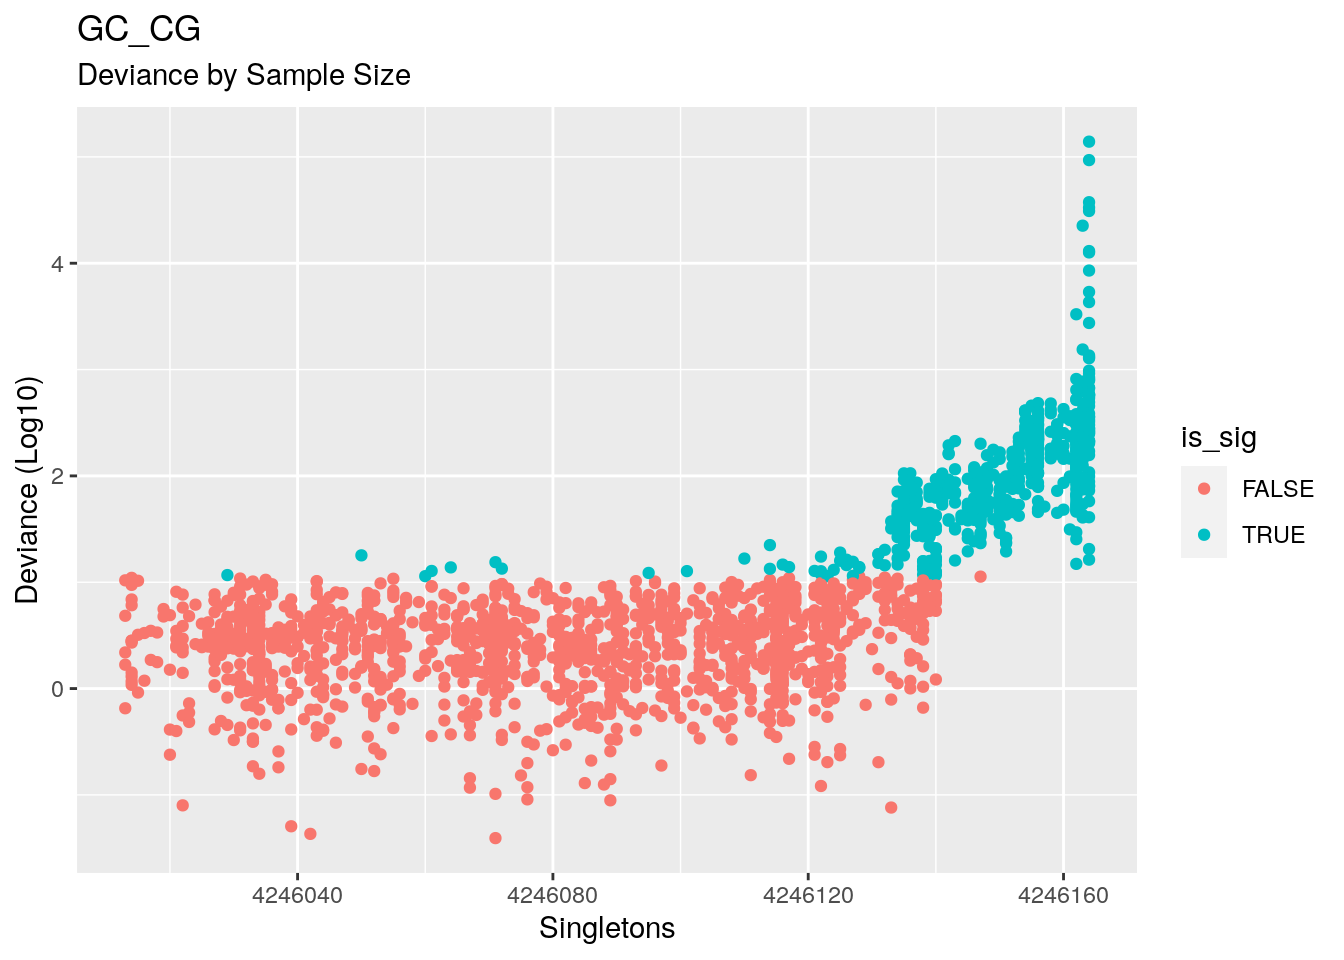 GC_CG
Deviance by Sample Size
Deviance (Log10)
4
2
0
4246040
4246080
4246120
4246160
Singletons
is_sig
FALSE
TRUE